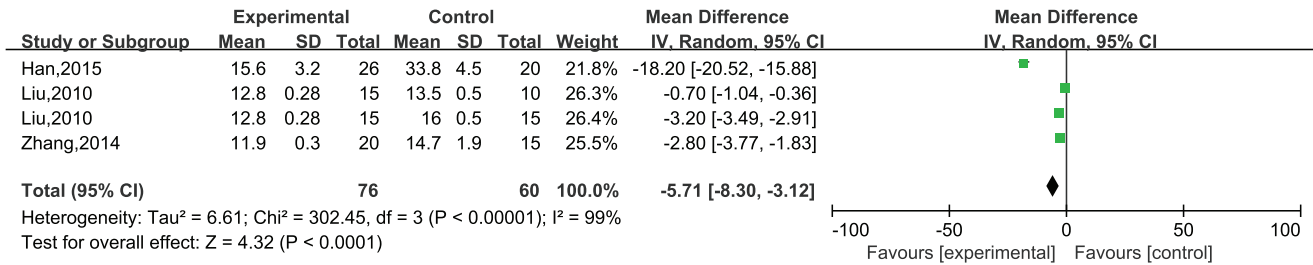 Experimental Control Mean Difference Mean Difference
Study or Subgroup Mean SD Total Mean SD Total Weight IV, Random, 95% CI IV, Random, 95% CI
Han,2015 15.6 3.2 26 33.8 4.5 20 21.8% -18.20 [-20.52, -15.88]
Liu,2010 12.8 0.28 15 13.5 0.5 10 26.3% -0.70 [-1.04, -0.36]
Liu,2010 12.8 0.28 15 16 0.5 15 26.4% -3.20 [-3.49, -2.91]
Zhang,2014 11.9 0.3 20 14.7 1.9 15 25.5% -2.80 [-3.77, -1.83]
Total (95% CI) 76 60 100.0% -5.71 [-8.30, -3.12]
Heterogeneity: Tau² = 6.61; Chi² = 302.45, df = 3 (P < 0.00001); I² = 99%
Test for overall effect: Z = 4.32 (P < 0.0001)
-100 -50 0 50 100
Favours [experimental] Favours [control]